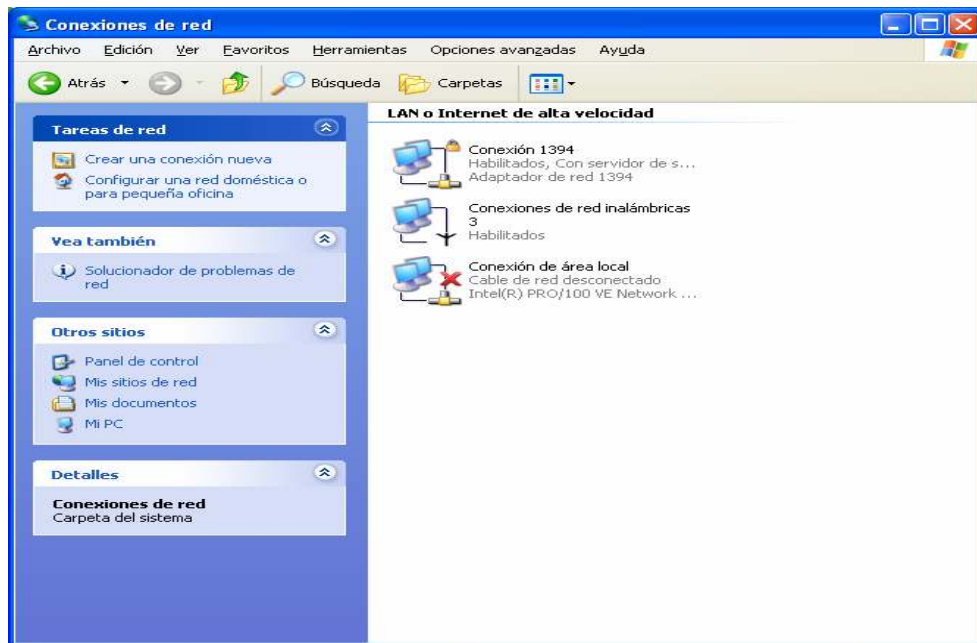 Conexiones de red
Archivo Edición Ver Favoritos Herramientas Opciones avanzadas Ayuda
Atrás Búsqueda Carpetas
Tareas de red
Crear una conexión nueva
Configurar una red doméstica o
para pequeña oficina
Vea también
Solucionador de problemas de
red
Otros sitios
Panel de control
Mis sitios de red
Mis documentos
Mi PC
Detalles
Conexiones de red
Carpeta del sistema
LAN o Internet de alta velocidad
Conexión 1394
Habilitados, Con servidor de s...
Adaptador de red 1394
Conexiones de red inalámbricas
3
Habilitados
Conexión de área local
Cable de red desconectado
Intel(R) PRO/100 VE Network ...